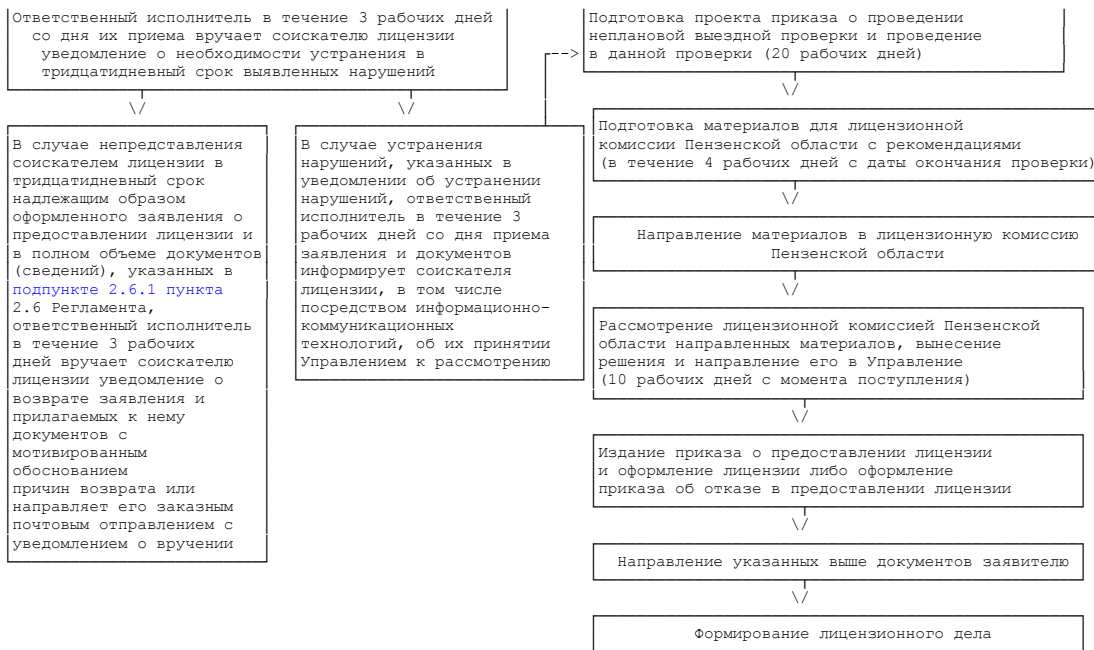 Ответственный исполнитель в течение 3 рабочих дней
со дня их приема вручает соискателю лицензии
уведомление о необходимости устранения в
тридцатидневный срок выявленных нарушений
В случае непредставления
соискателем лицензии в
тридцатидневный срок
надлежащим образом
оформленного заявления о
предоставлении лицензии и
в полном объеме документов
(сведений), указанных в
подпункте 2.6.1 пункта
2.6 Регламента,
ответственный исполнитель
в течение 3 рабочих
дней вручает соискателю
лицензии уведомление о
возврате заявления и
прилагаемых к нему
документов с
мотивированным
обоснованием
причин возврата или
направляет его заказным
почтовым отправлением с
уведомлением о вручении
В случае устранения
нарушений, указанных в
уведомлении об устранении
нарушений, ответственный
исполнитель в течение 3
рабочих дней со дня приема
заявления и документов
информирует соискателя
лицензии, в том числе
посредством информационно-
коммуникационных
технологий, об их принятии
Управлением к рассмотрению
Подготовка проекта приказа о проведении
неплановой выездной проверки и проведение
в данной проверки (20 рабочих дней)
Подготовка материалов для лицензионной
комиссии Пензенской области с рекомендациями
(в течение 4 рабочих дней с даты окончания проверки)
Направление материалов в лицензионную комиссию
Пензенской области
Рассмотрение лицензионной комиссией Пензенской
области направленных материалов, вынесение
решения и направление его в Управление
(10 рабочих дней с момента поступления)
Издание приказа о предоставлении лицензии
и оформление лицензии либо оформление
приказа об отказе в предоставлении лицензии
Направление указанных выше документов заявителю
Формирование лицензионного дела